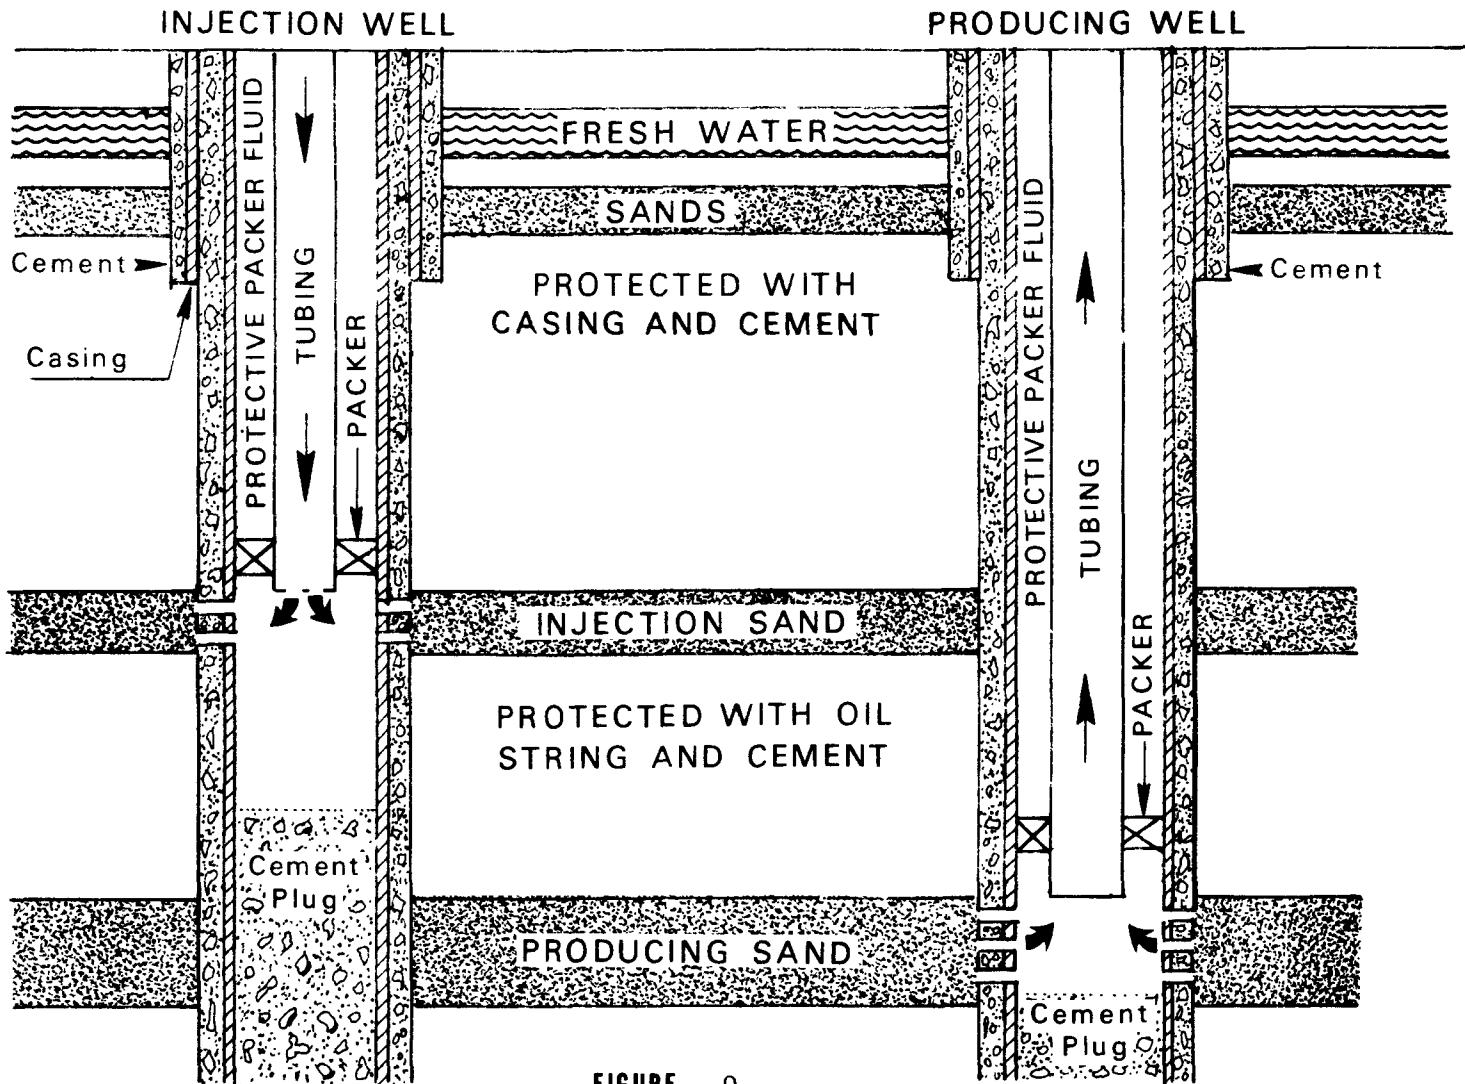 INJECTION WELL
PRODUCING WELL
FRESH WATER
SANDS
Cement
Cement
PROTECTED WITH
CASING AND CEMENT
Casing
PROTECTIVE PACKER FLUID
TUBING
PACKER
PROTECTIVE PACKER FLUID
TUBING
PACKER
INJECTION SAND
PROTECTED WITH OIL
STRING AND CEMENT
Cement
Plug
PRODUCING SAND
Cement
Plug
FIGURE